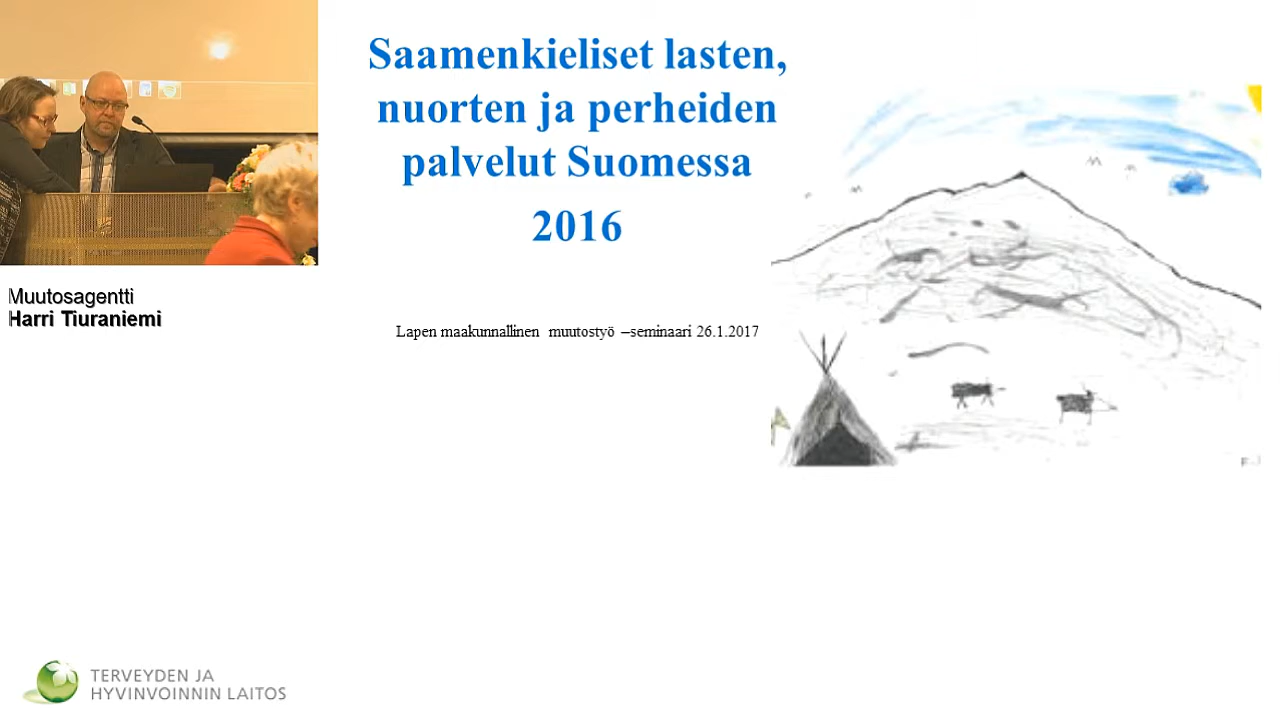 Saamenkieliset lasten,
nuorten ja perheiden
palvelut Suomessa
2016
Muutosagentti
Harri Tiuraniemi
Lapen maakunnallinen muutostyö –seminaari 26.1.2017
TERVEYDEN JA
HYVINVOINNIN LAITOS